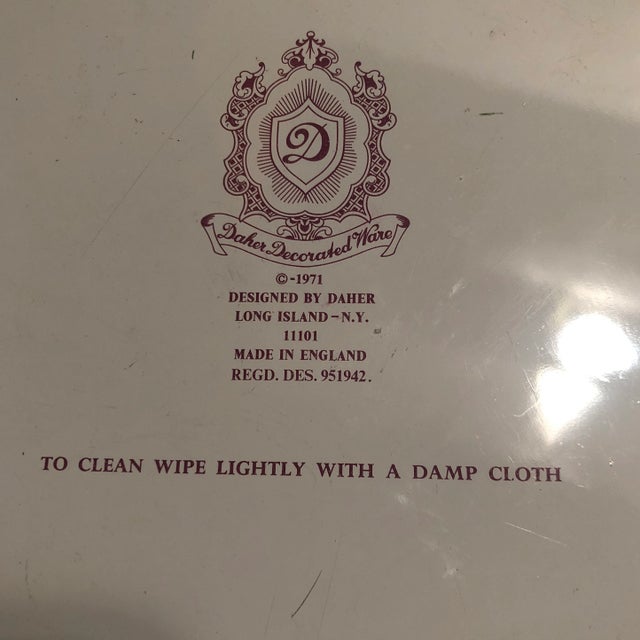 D
Daher Decorated Ware
©-1971
DESIGNED BY DAHER
LONG ISLAND-N.Y.
11101
MADE IN ENGLAND
REGD. DES. 951942.
TO CLEAN WIPE LIGHTLY WITH A DAMP CLOTH